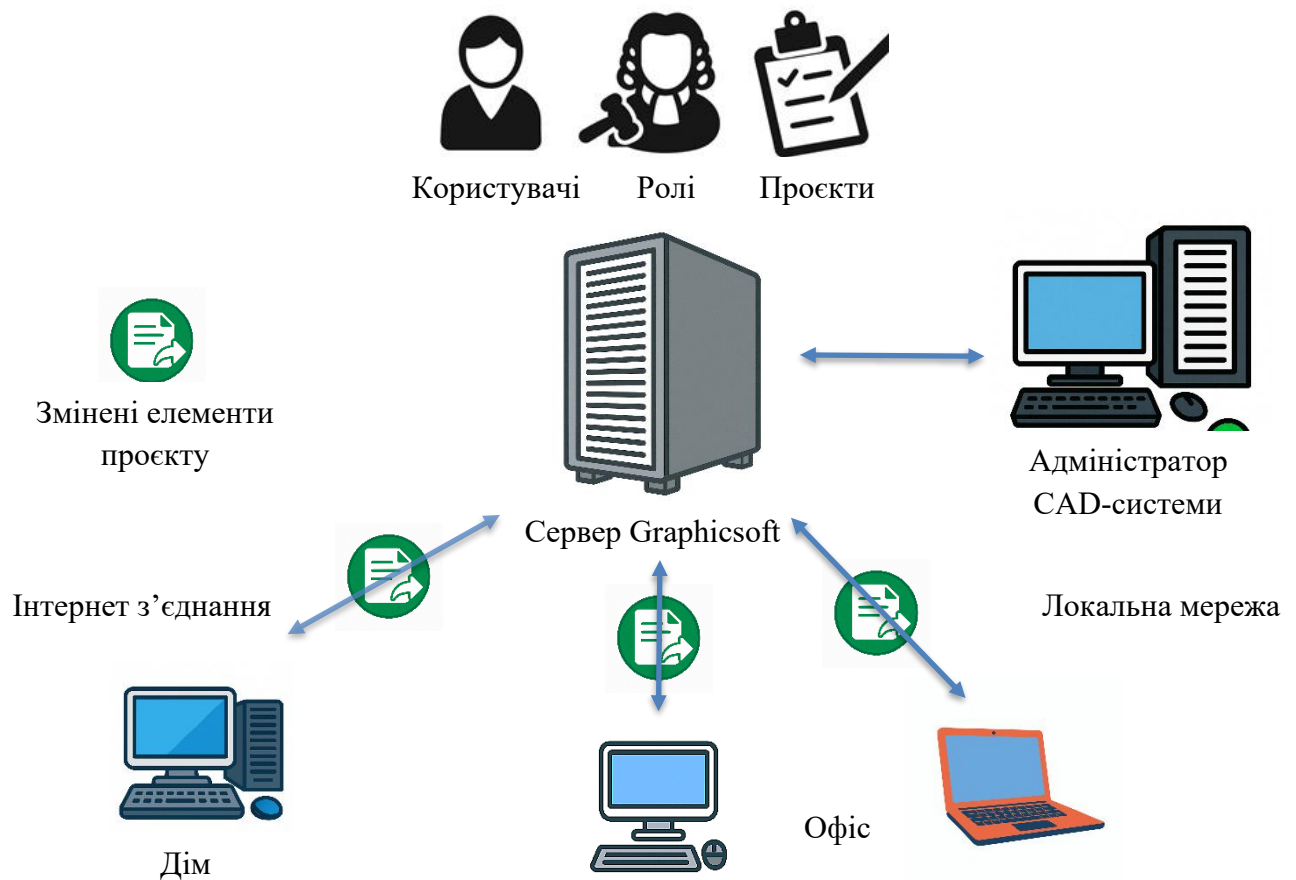 Користувачі Ролі Проєкти
Змінені елементи
проєкту
Адміністратор
CAD-системи
Сервер Graphicsoft
Інтернет з’єднання
Локальна мережа
Офіс
Дім